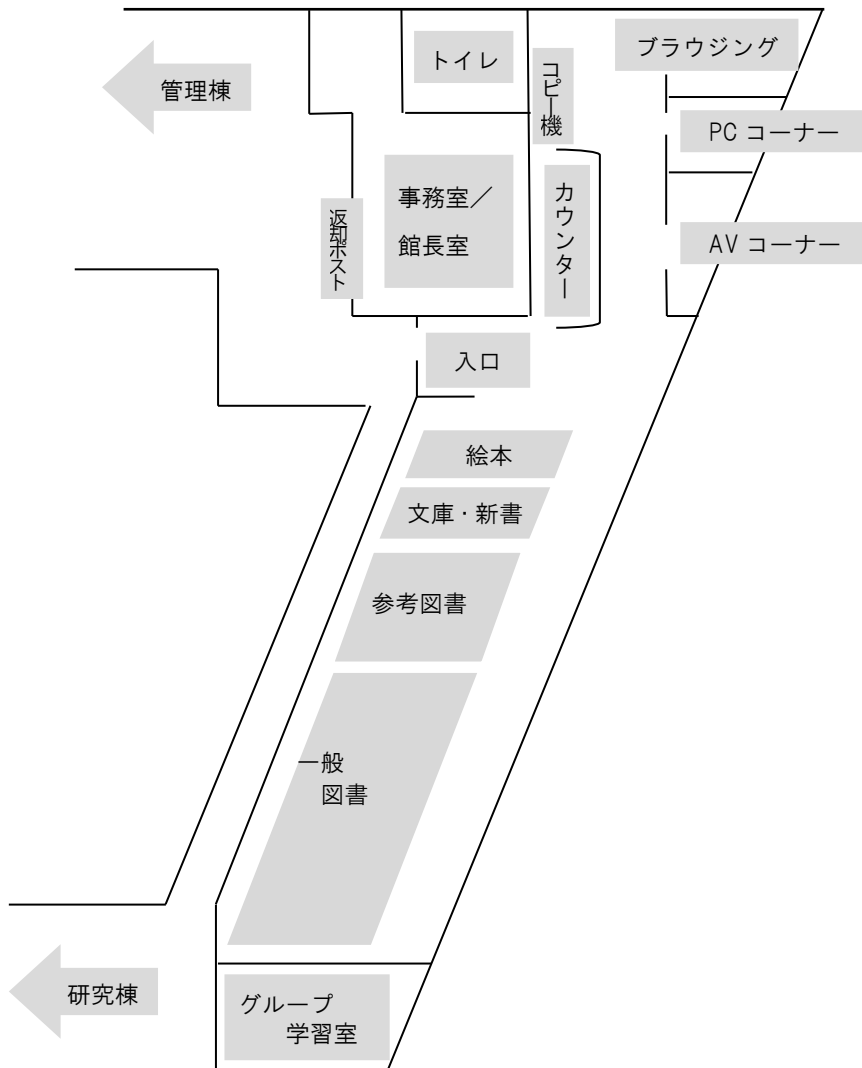 ブラウジング
トイレ
コピー機
管理棟
PC コーナー
事務室／
館長室
カウンター
返却ポスト
AV コーナー
入口
絵本
文庫・新書
参考図書
一般
図書
研究棟
グループ
学習室